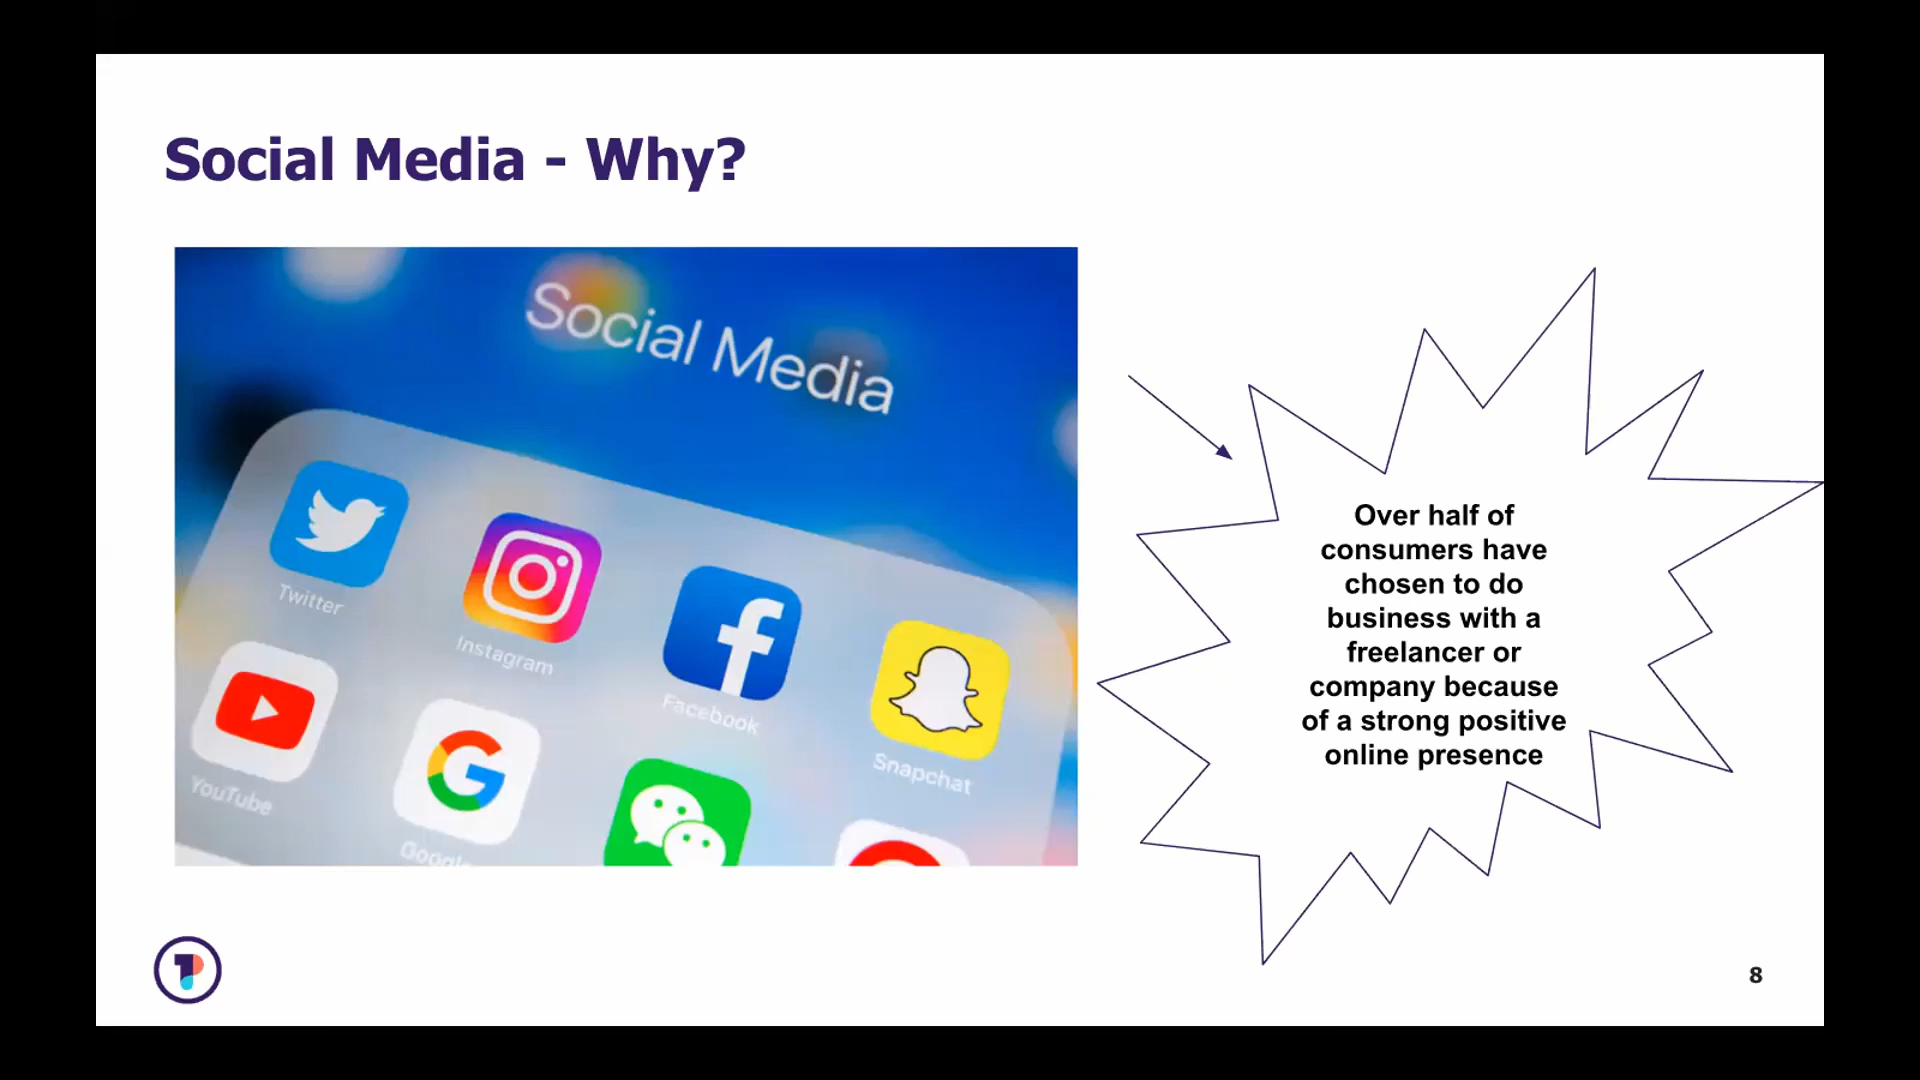 Social Media - Why?
Social Media
Twitter
Instagram
Facebook
Snapchat
YouTube
Google
Over half of
consumers have
chosen to do
business with a
freelancer or
company because
of a strong positive
online presence
8